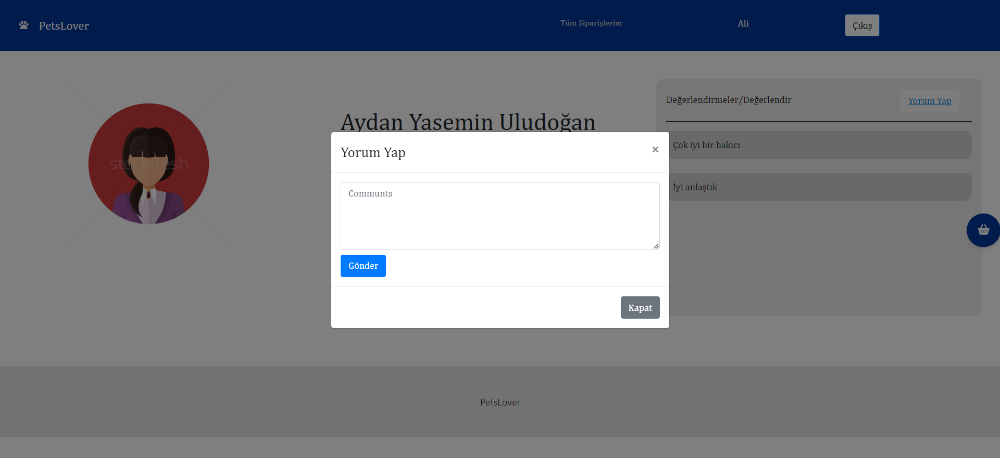 PetsLover
Tüm Siparişlerim
Ali
Çıkış
stockfresh
Aydan Yasemin Uludoğan
Değerlendirmeler/Değerlendir
Yorum Yap
Çok iyi bir bakıcı
İyi anlaştık
Yorum Yap
×
Communts
Gönder
Kapat
PetsLover